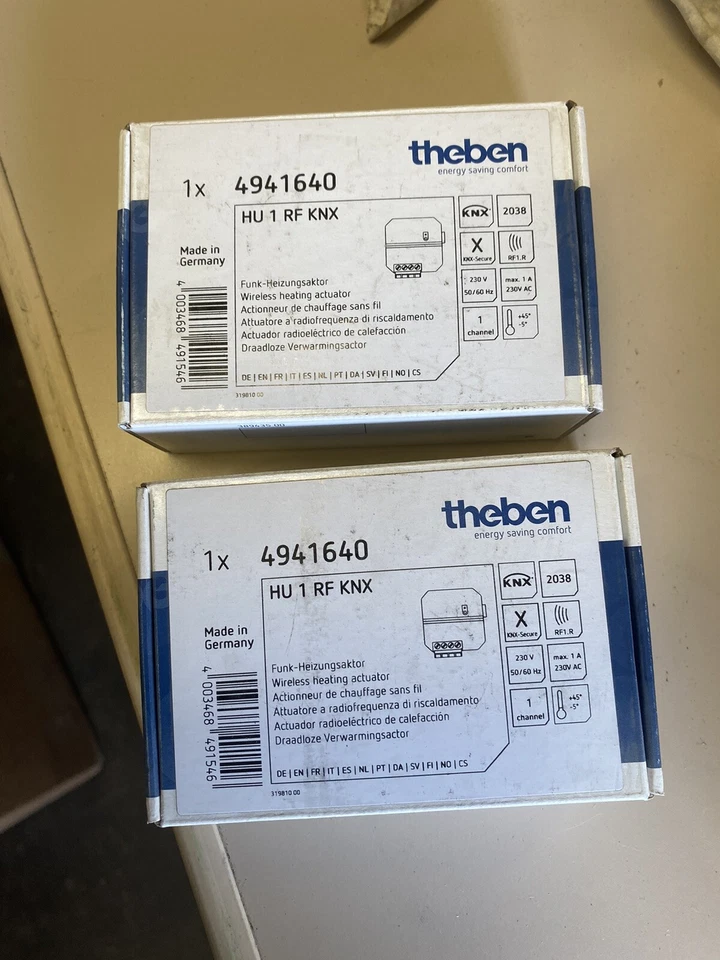 theben
energy saving comfort
1x 4941640
HU 1 RF KNX
KNX 2038
Made in
Germany
X
KNX-Secure
RF1.R
230 V
50/60 Hz
max. 1 A
230V AC
1
channel
+45°
-5°
Funk-Heizungsaktor
Wireless heating actuator
Actionneur de chauffage sans fil
Attuatore a radiofrequenza di riscaldamento
Actuador radioeléctrico de calefacción
Draadloze Verwarmingsactor
DE | EN | FR | IT | ES | NL | PT | DA | SV | FI | NO | CS
4 003468 491546
319810 00
theben
energy saving comfort
1x 4941640
HU 1 RF KNX
KNX 2038
Made in
Germany
X
KNX-Secure
RF1.R
230 V
50/60 Hz
max. 1 A
230V AC
1
channel
+45°
-5°
Funk-Heizungsaktor
Wireless heating actuator
Actionneur de chauffage sans fil
Attuatore a radiofrequenza di riscaldamento
Actuador radioeléctrico de calefacción
Draadloze Verwarmingsactor
DE | EN | FR | IT | ES | NL | PT | DA | SV | FI | NO | CS
4 003468 491546
319810 00